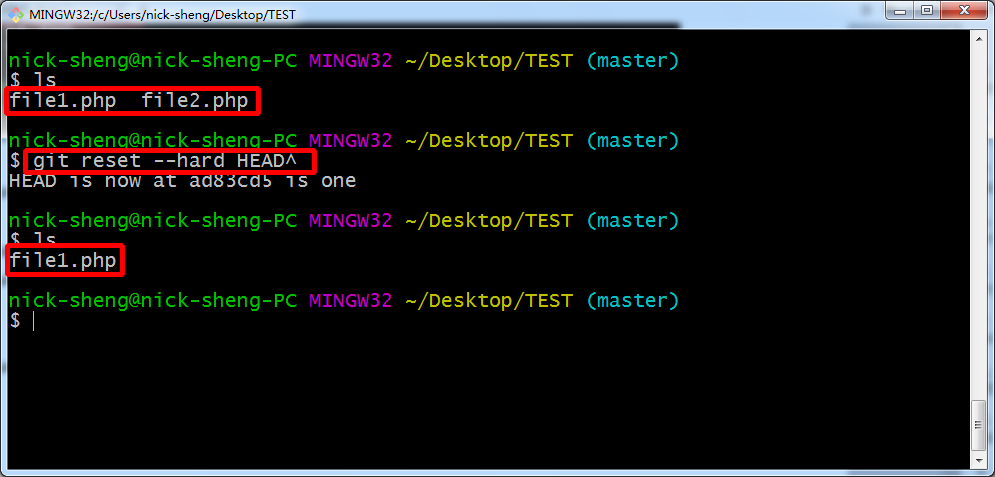 MINGW32:/c/Users/nick-sheng/Desktop/TEST
nick-sheng@nick-sheng-PC MINGW32 ~/Desktop/TEST (master)
$ ls
file1.php  file2.php
nick-sheng@nick-sheng-PC MINGW32 ~/Desktop/TEST (master)
$ git reset --hard HEAD^
HEAD is now at ad83cd5 is one
nick-sheng@nick-sheng-PC MINGW32 ~/Desktop/TEST (master)
$ ls
file1.php
nick-sheng@nick-sheng-PC MINGW32 ~/Desktop/TEST (master)
$